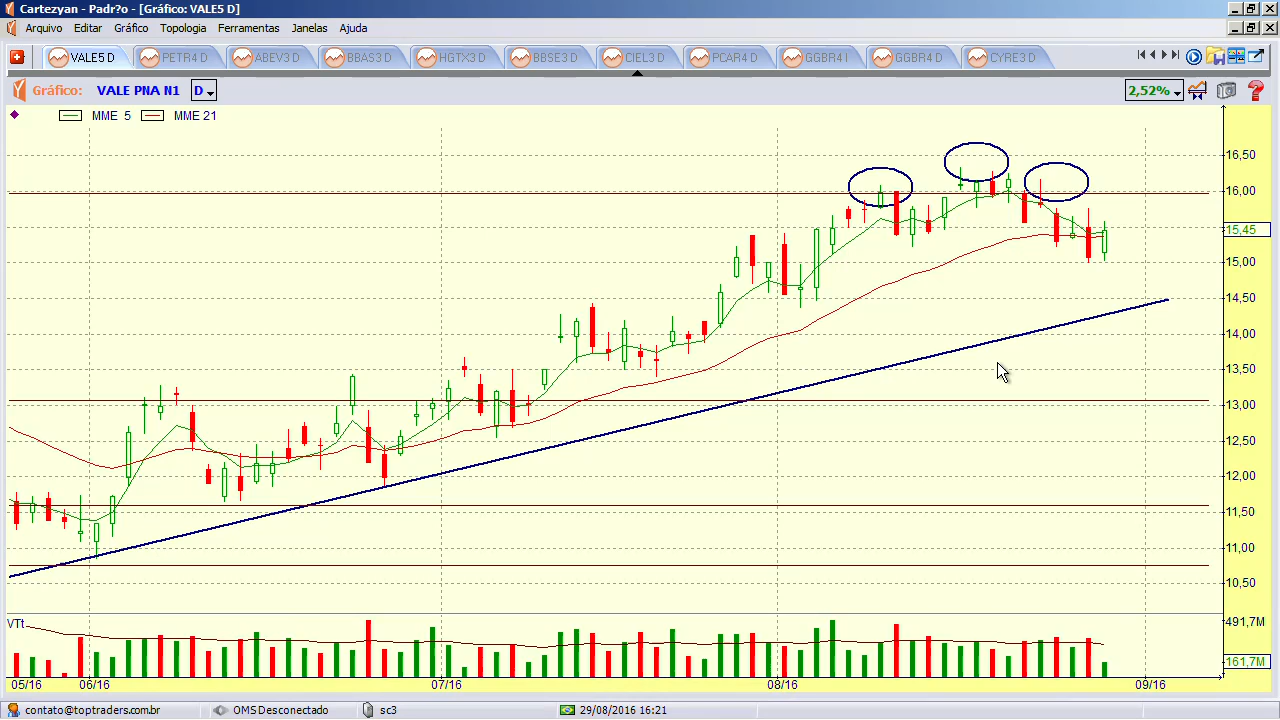 Cartezyan - Padr?o - [Gráfico: VALE5 D]
Arquivo Editar Gráfico Topologia Ferramentas Janelas Ajuda
VALE5 D PETR4 D ABEV3 D BBAS3 D HGTX3 D BBSE3 D CIEL3 D PCAR4 D GGBR4 I GGBR4 D CYRE3 D
Gráfico: VALE PNA N1 D 2,52%
MME 5 MME 21
16,50
16,00
15,45
15,00
14,50
14,00
13,50
13,00
12,50
12,00
11,50
11,00
10,50
VTt 491,7M
161,7M
05/16 06/16 07/16 08/16 09/16
contato@toptraders.com.br OMS Desconectado sc3 29/08/2016 16:21